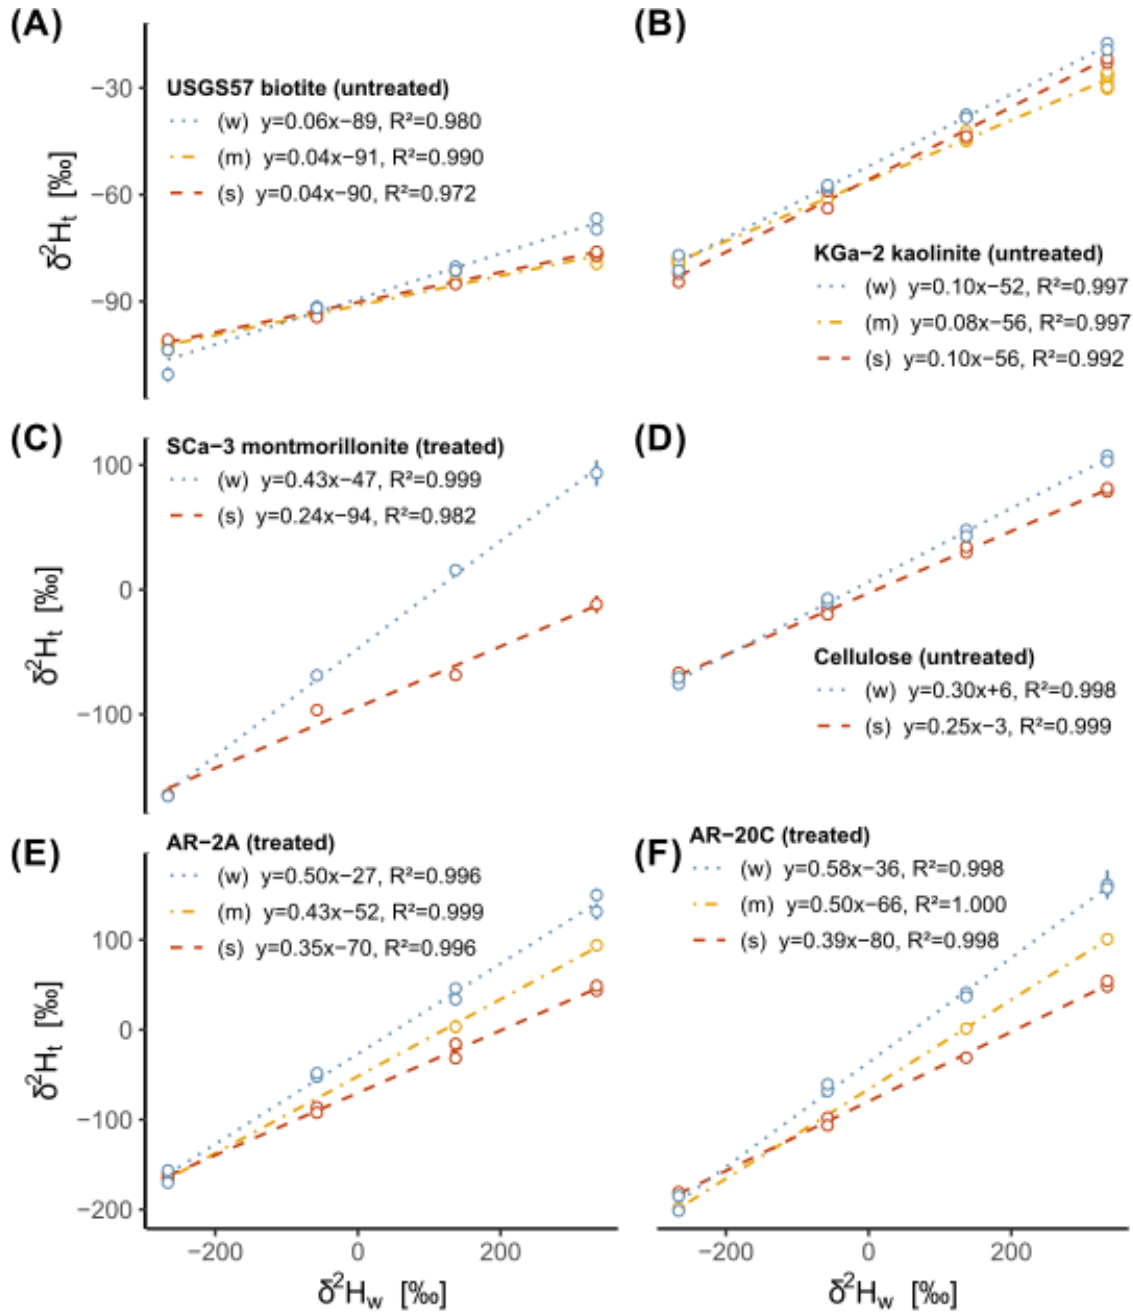 (A)
USGS57 biotite (untreated)
(w) y=0.06x−89, R²=0.980
(m) y=0.04x−91, R²=0.990
(s) y=0.04x−90, R²=0.972
−30
−60
−90
δ²Hₜ [‰]
(B)
KGa−2 kaolinite (untreated)
(w) y=0.10x−52, R²=0.997
(m) y=0.08x−56, R²=0.997
(s) y=0.10x−56, R²=0.992
(C)
SCa−3 montmorillonite (treated)
(w) y=0.43x−47, R²=0.999
(s) y=0.24x−94, R²=0.982
100
0
−100
δ²Hₜ [‰]
(D)
Cellulose (untreated)
(w) y=0.30x+6, R²=0.998
(s) y=0.25x−3, R²=0.999
(E)
AR−2A (treated)
(w) y=0.50x−27, R²=0.996
(m) y=0.43x−52, R²=0.999
(s) y=0.35x−70, R²=0.996
100
0
−100
−200
δ²Hₜ [‰]
−200 0 200
δ²H_w [‰]
(F)
AR−20C (treated)
(w) y=0.58x−36, R²=0.998
(m) y=0.50x−66, R²=1.000
(s) y=0.39x−80, R²=0.998
−200 0 200
δ²H_w [‰]